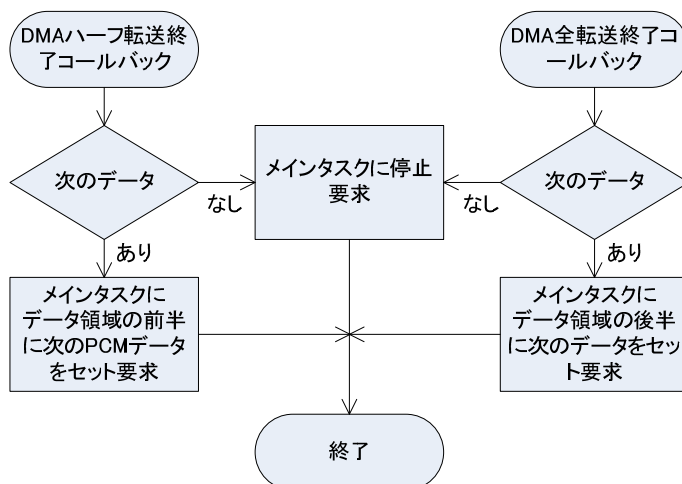 DMAハーフ転送終
了コールバック
DMA全転送終了コ
ールバック
次のデータ
なし
メインタスクに停止
要求
なし
次のデータ
あり
あり
メインタスクに
データ領域の前半
に次のPCMデータ
をセット要求
メインタスクに
データ領域の後半
に次のデータをセッ
ト要求
終了